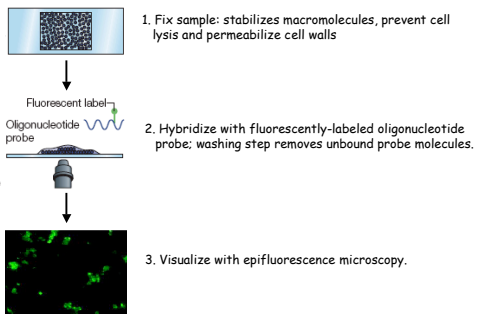 1. Fix sample: stabilizes macromolecules, prevent cell
lysis and permeabilize cell walls
Fluorescent label
Oligonucleotide
probe
2. Hybridize with fluorescently-labeled oligonucleotide
probe; washing step removes unbound probe molecules.
3. Visualize with epifluorescence microscopy.